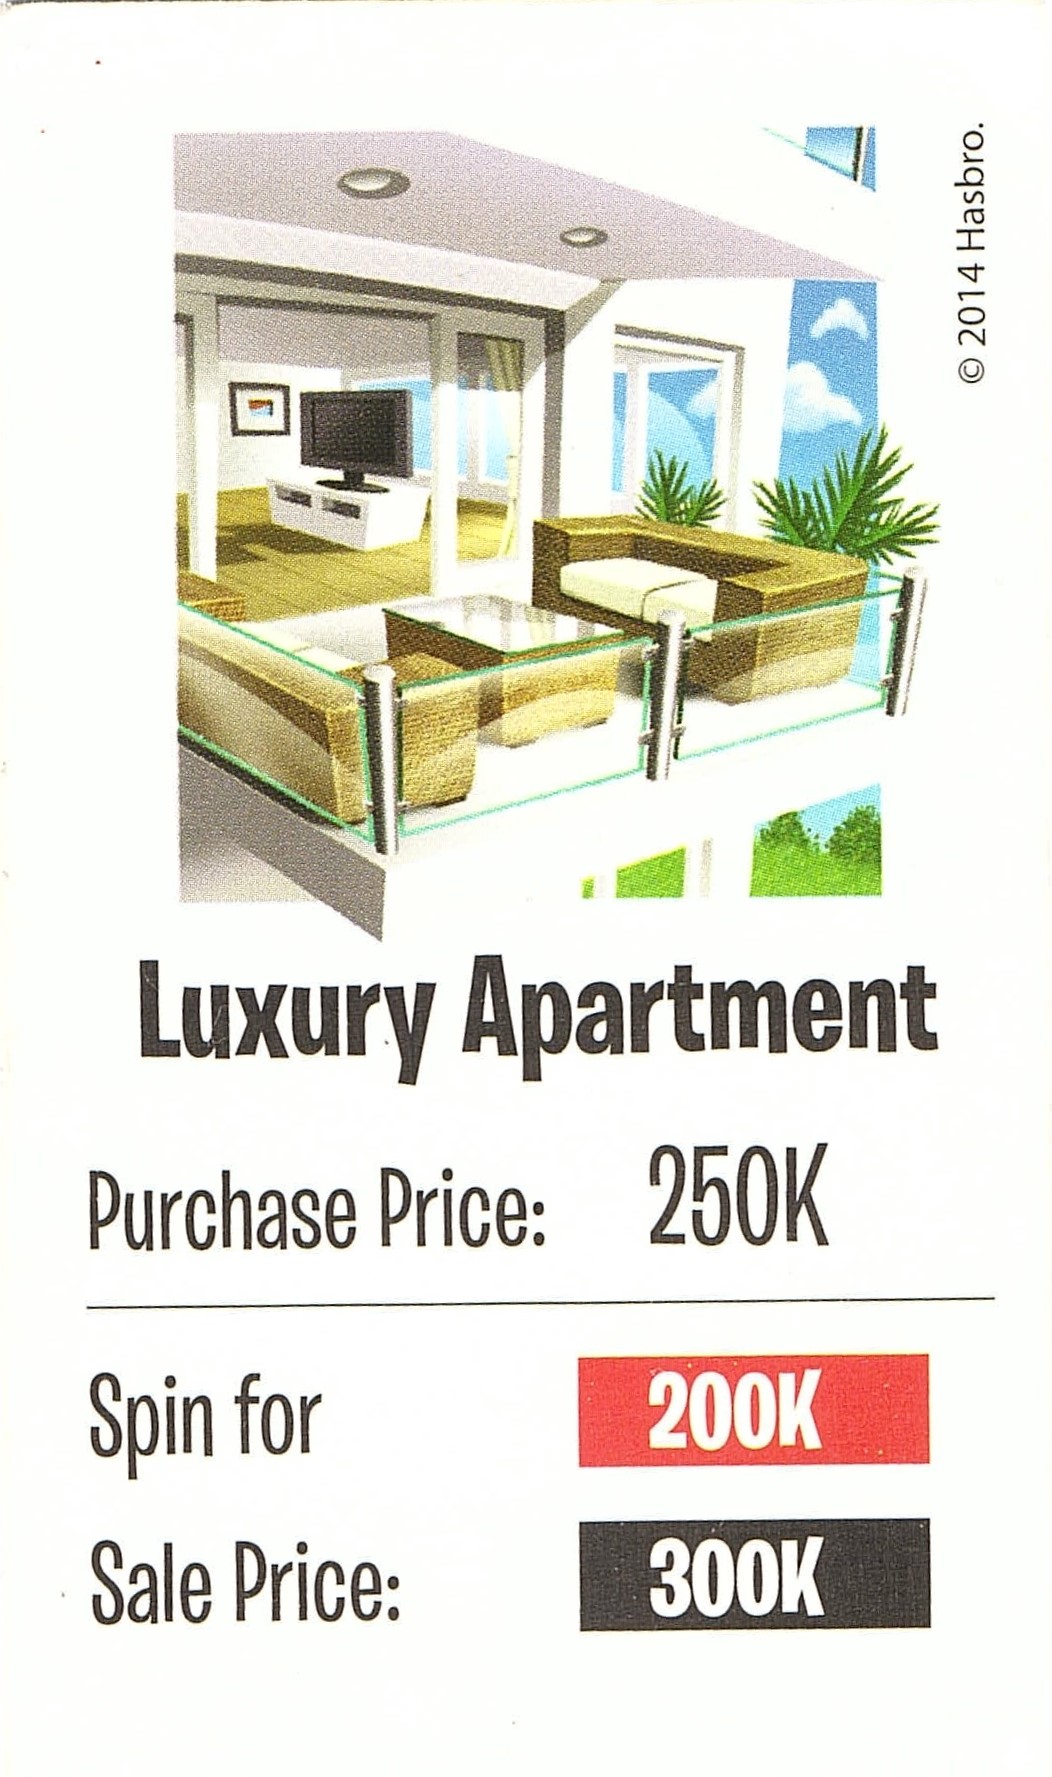 © 2014 Hasbro.
Luxury Apartment
Purchase Price: 250K
Spin for 200K
Sale Price: 300K